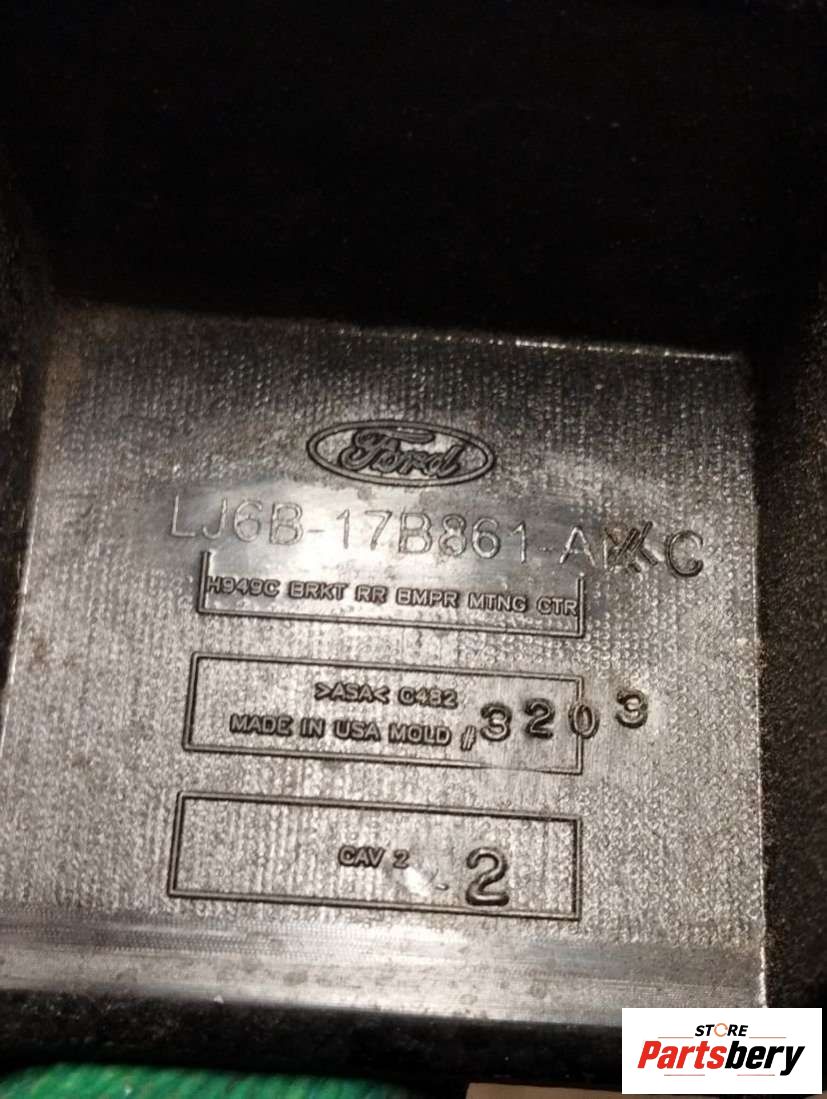 Ford
LJ6B-17B861-A C
H949C BRKT RR BMPR MTNG CTR
>ASA< C482
MADE IN USA MOLD # 3203
CAV 2 2
STORE
Partsbery